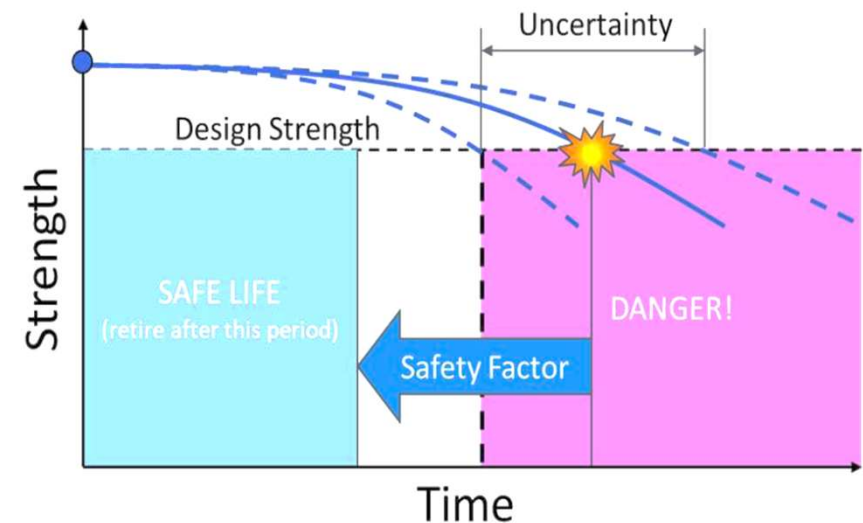 Uncertainty
Design Strength
Strength
SAFE LIFE
(retire after this period)
DANGER!
Safety Factor
Time